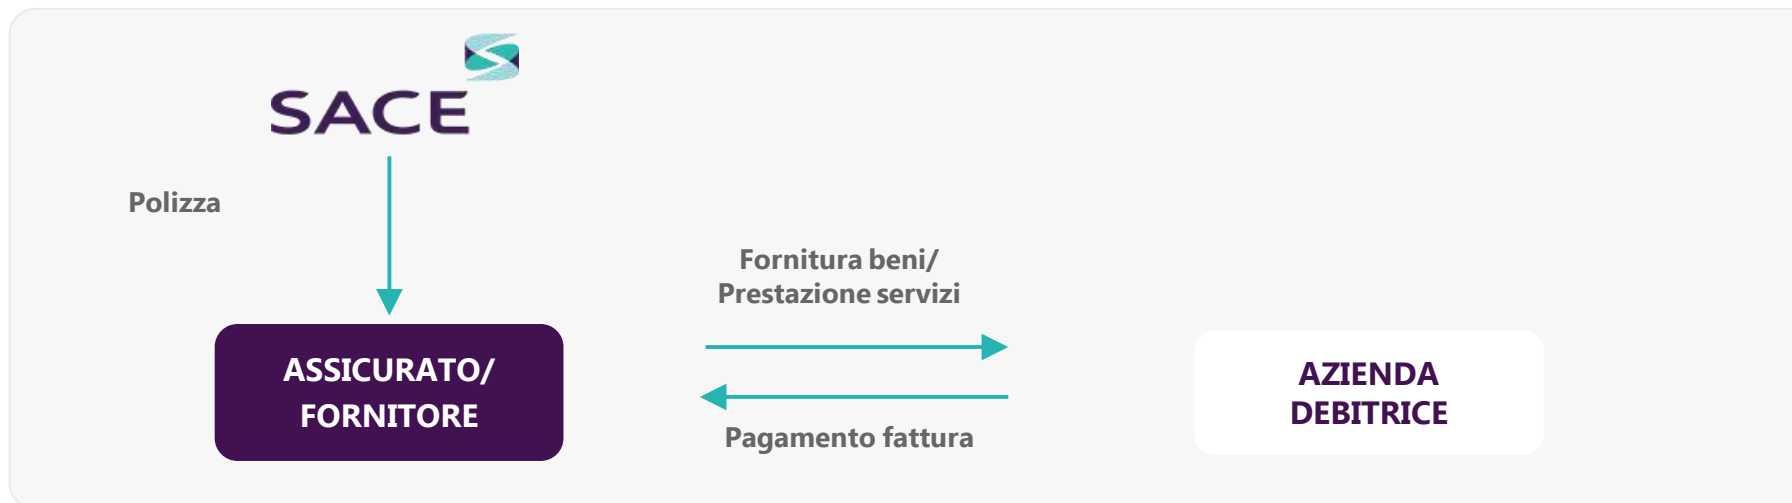 SACE
Polizza
Fornitura beni/
Prestazione servizi
ASSICURATO/
FORNITORE
AZIENDA
DEBITRICE
Pagamento fattura